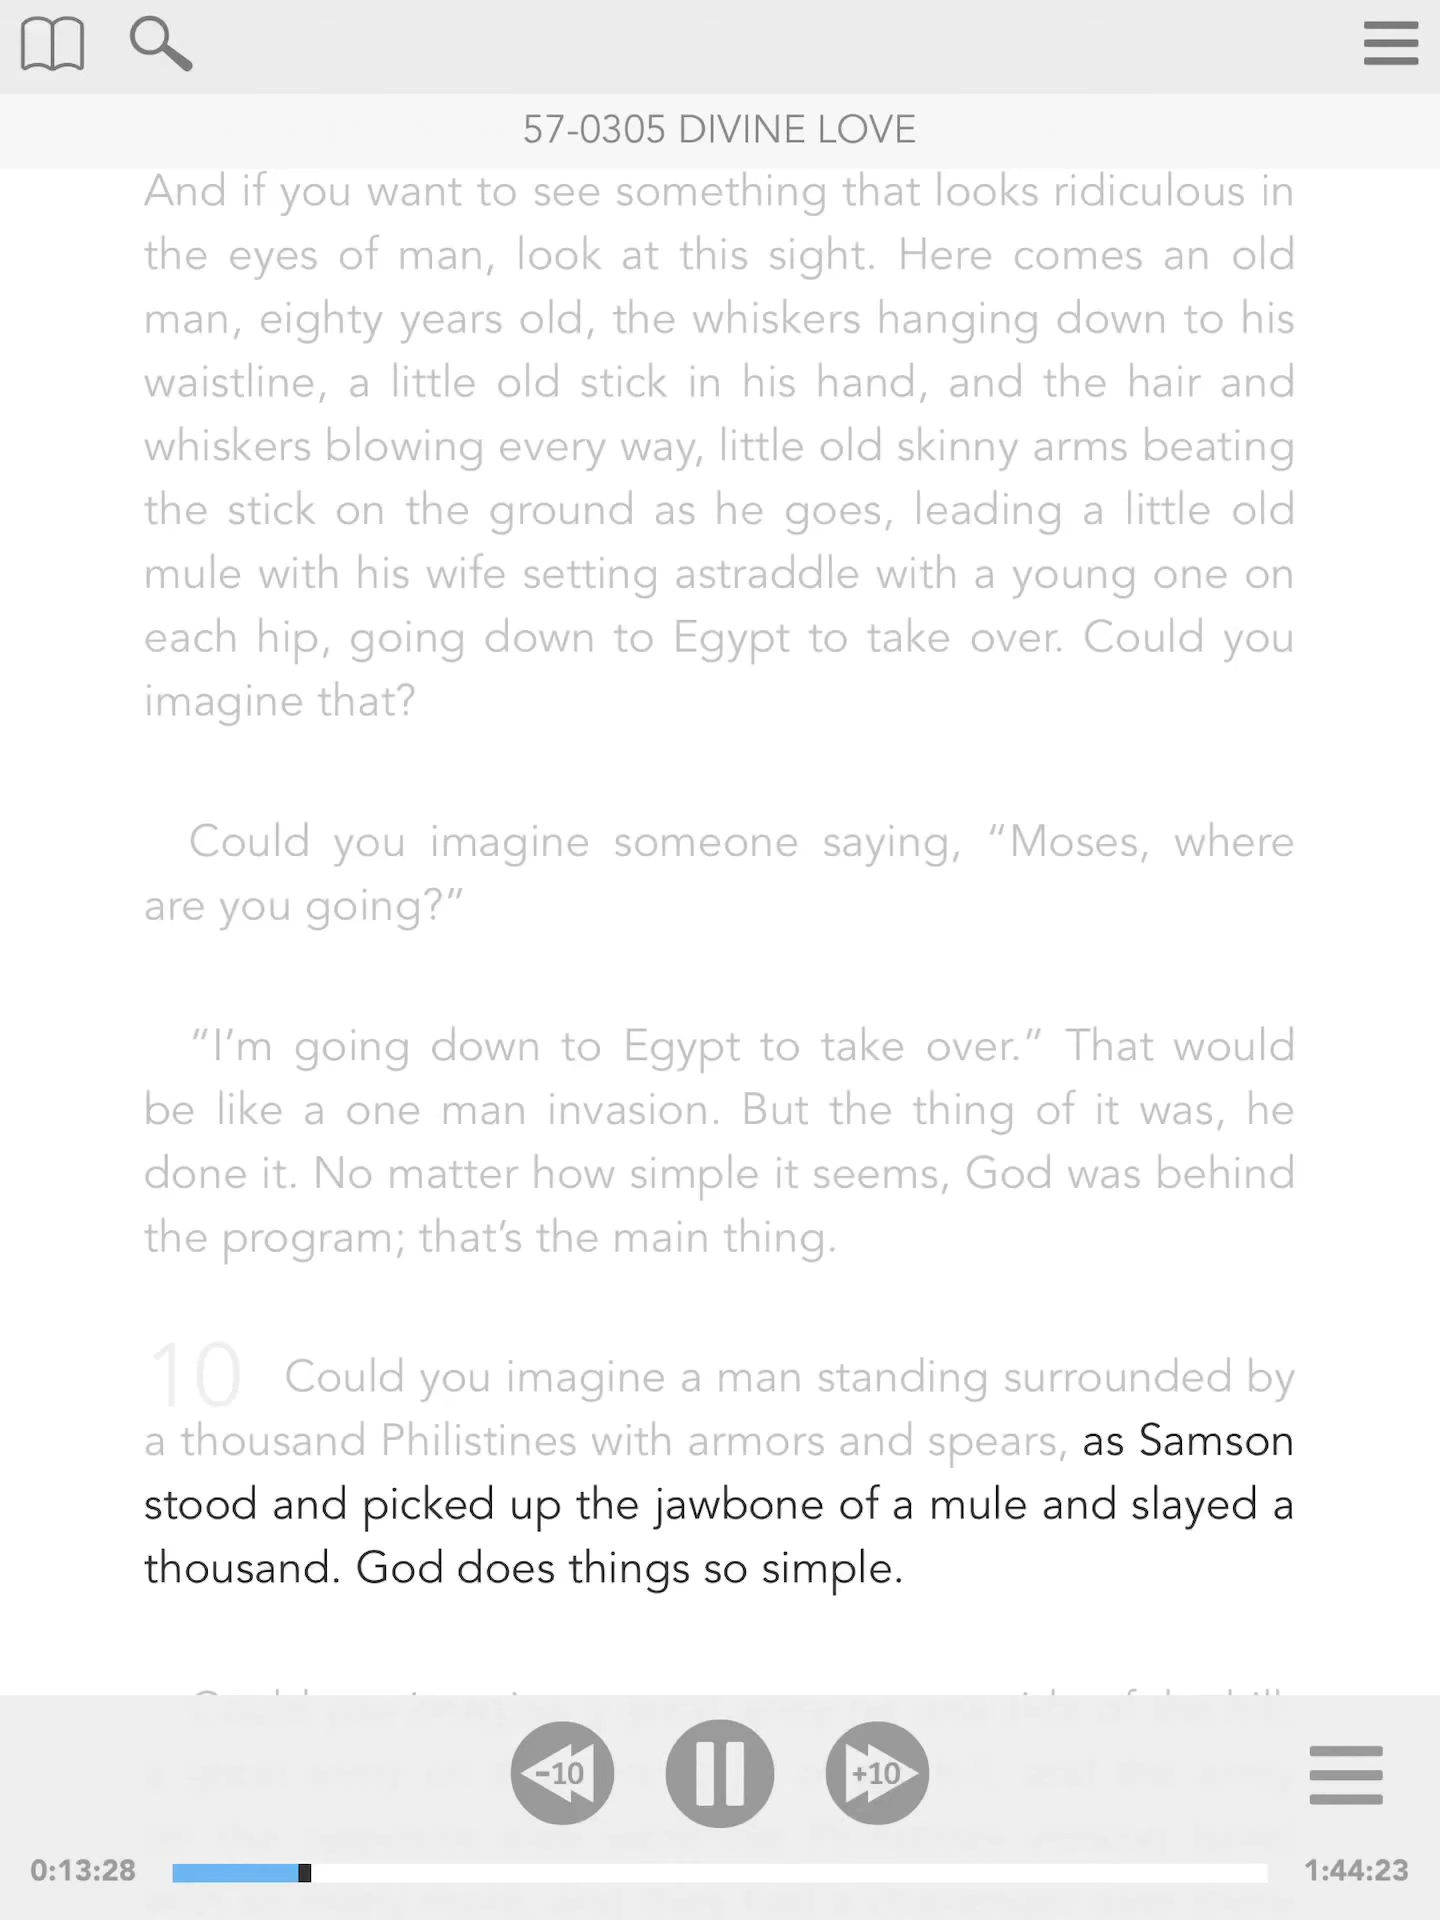 57-0305 DIVINE LOVE
And if you want to see something that looks ridiculous in
the eyes of man, look at this sight. Here comes an old
man, eighty years old, the whiskers hanging down to his
waistline, a little old stick in his hand, and the hair and
whiskers blowing every way, little old skinny arms beating
the stick on the ground as he goes, leading a little old
mule with his wife setting astraddle with a young one on
each hip, going down to Egypt to take over. Could you
imagine that?
Could you imagine someone saying, “Moses, where
are you going?”
“I’m going down to Egypt to take over.” That would
be like a one man invasion. But the thing of it was, he
done it. No matter how simple it seems, God was behind
the program; that’s the main thing.
10 Could you imagine a man standing surrounded by
a thousand Philistines with armors and spears, as Samson
stood and picked up the jawbone of a mule and slayed a
thousand. God does things so simple.
-10 +10
0:13:28 1:44:23